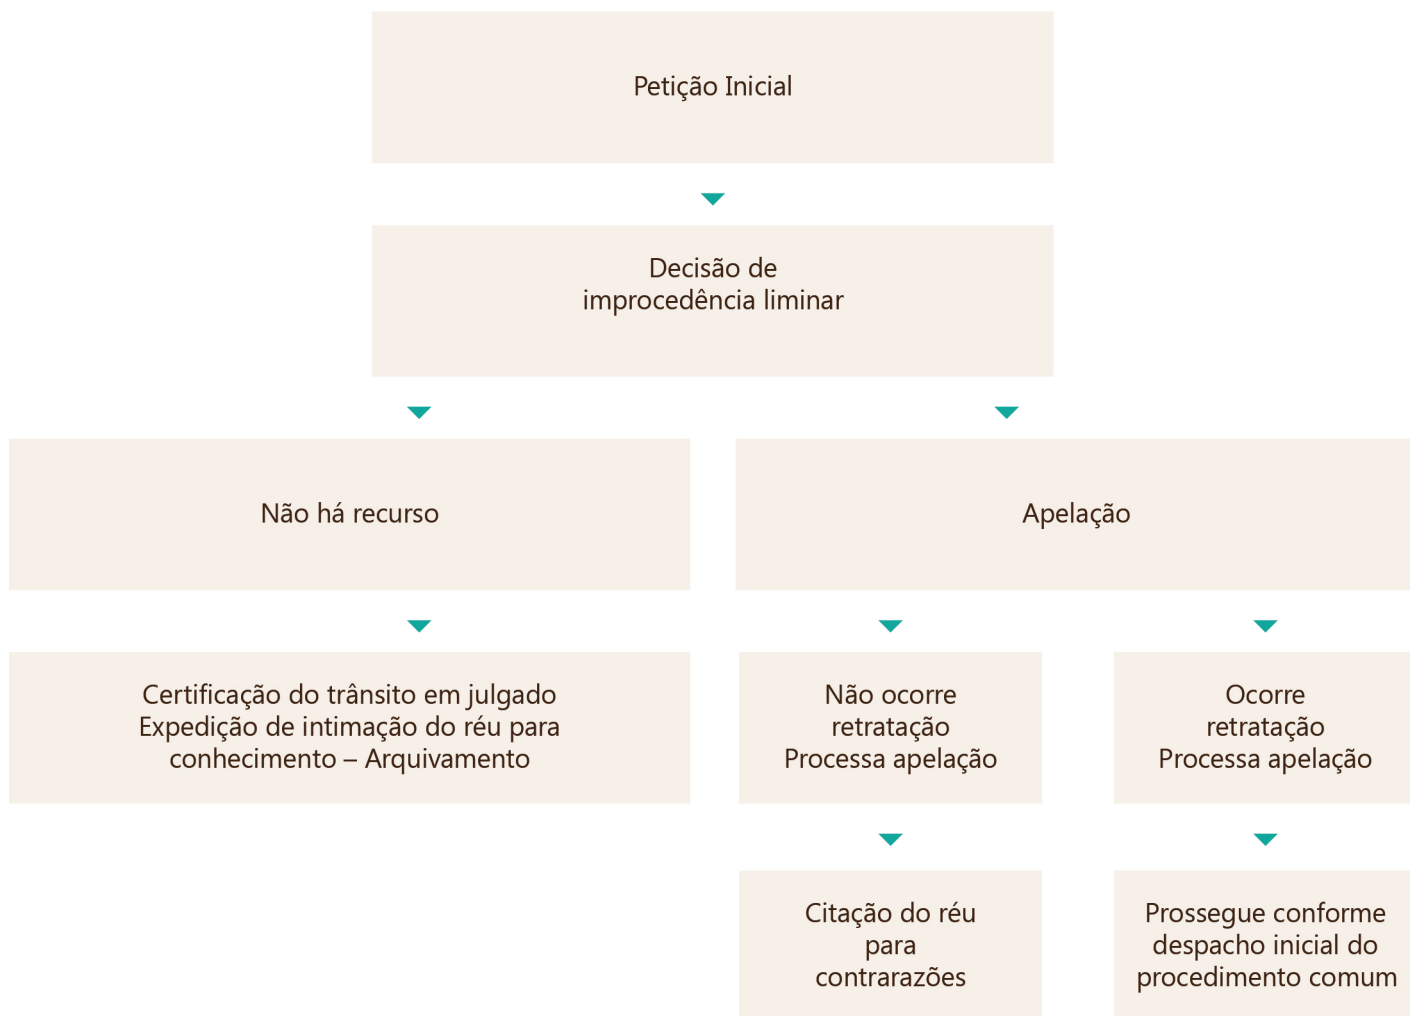 Petição Inicial
Decisão de
improcedência liminar
Não há recurso
Apelação
Certificação do trânsito em julgado
Expedição de intimação do réu para
conhecimento – Arquivamento
Não ocorre
retratação
Processa apelação
Ocorre
retratação
Processa apelação
Citação do réu
para
contrarazões
Prossegue conforme
despacho inicial do
procedimento comum